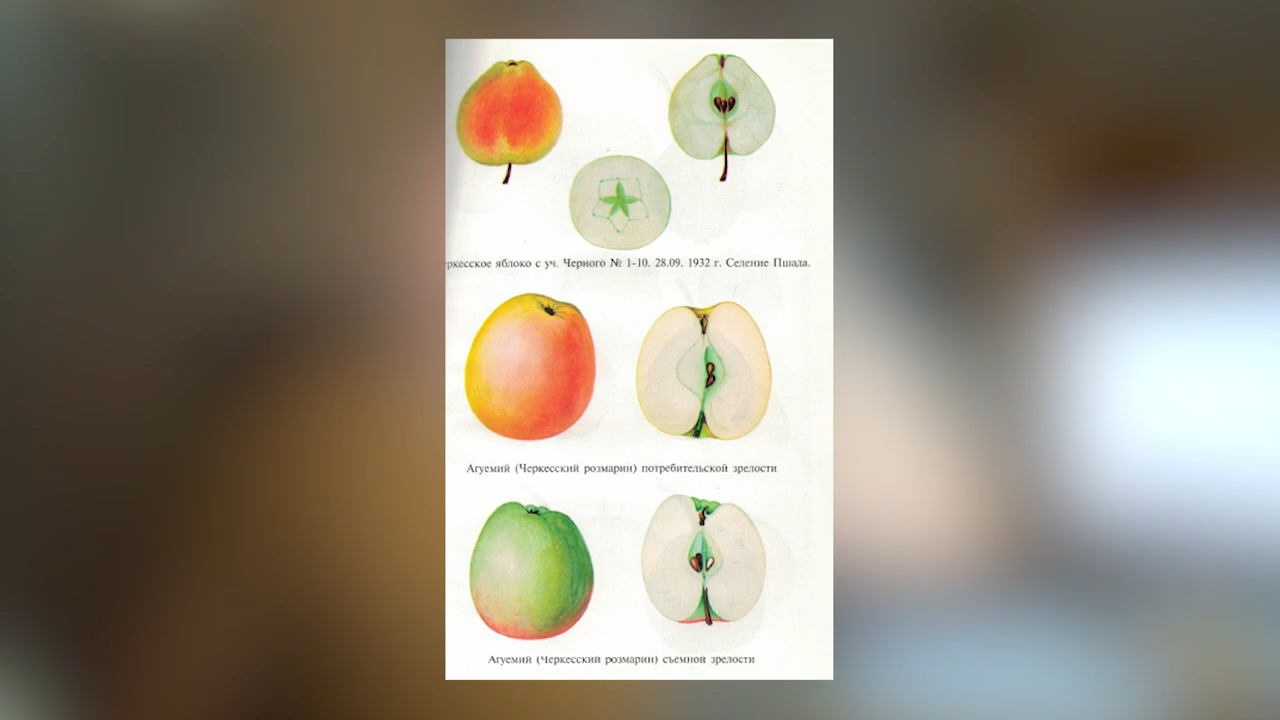 яблоко с уч. Черного № 1-10. 28.09. 1932 г. Селение Пшада.
Агуемий (Черкесский розмарин) потребительской зрелости
Агуемий (Черкесский розмарин) съемной зрелости